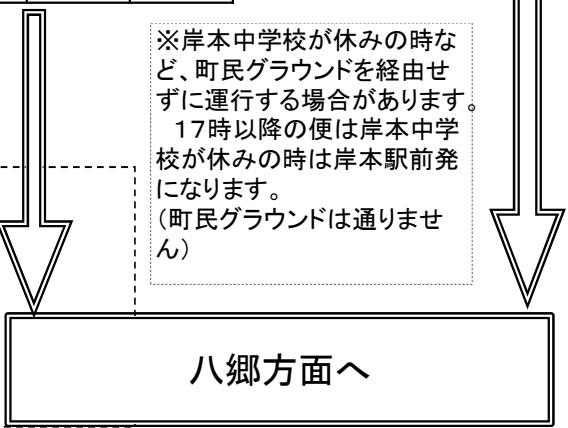 ※岸本中学校が休みの時な
ど、町民グラウンドを経由せ
ずに運行する場合があります。
　17時以降の便は岸本中学
校が休みの時は岸本駅前発
になります。
(町民グラウンドは通りませ
ん)
八郷方面へ